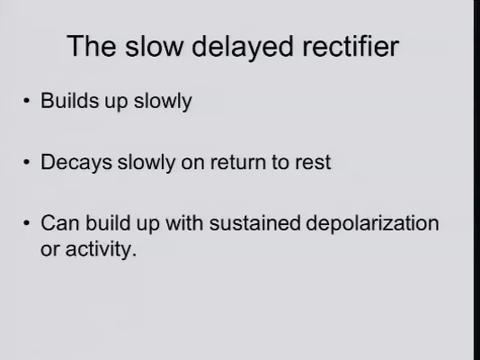 The slow delayed rectifier
• Builds up slowly
• Decays slowly on return to rest
• Can build up with sustained depolarization
or activity.